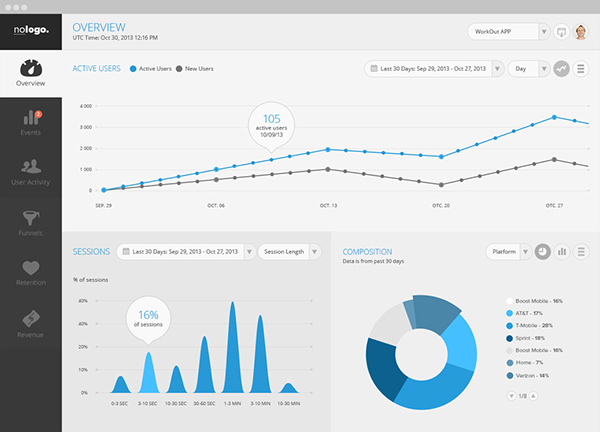 nologo.
OVERVIEW
UTC Time: Oct 30, 2013 12:16 PM
WorkOut APP
Overview
Events
User Activity
Funnels
Retention
Revenue
ACTIVE USERS
Active Users
New Users
Last 30 Days: Sep 29, 2013 - Oct 27, 2013
Day
4 000
3 000
2 000
1 000
0
105
active users
10/09/13
SEP. 29
OCT. 06
OCT. 13
OTC. 20
OTC. 27
SESSIONS
Last 30 Days: Sep 29, 2013 - Oct 27, 2013
Session Length
% of sessions
40%
30%
20%
10%
0%
16%
of sessions
0-3 SEC
3-10 SEC
10-30 SEC
30-60 SEC
1-3 MIN
3-10 MIN
10-30 MIN
COMPOSITION
Data is from past 30 days
Platform
Boost Mobile - 16%
AT&T - 17%
T-Mobile - 28%
Sprint - 18%
Boost Mobile - 16%
Home - 7%
Verizon - 14%
1/8